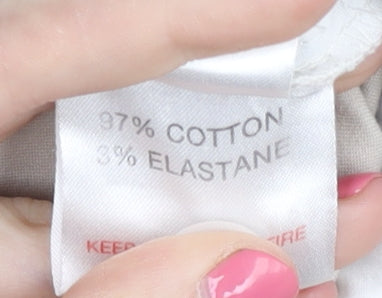 97% COTTON
3% ELASTANE
KEEP FIRE